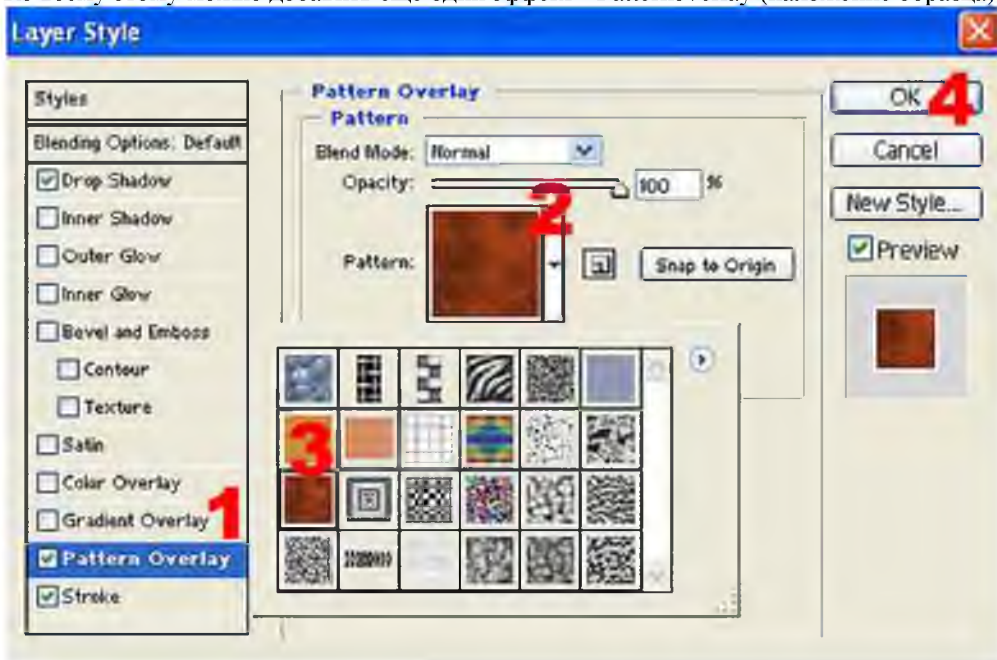 Layer Style
Styles
Blending Options: Default
Drop Shadow
Inner Shadow
Outer Glow
Inner Glow
Bevel and Emboss
Contour
Texture
Satin
Color Overlay
Gradient Overlay
1
Pattern Overlay
Stroke
Pattern Overlay
Pattern
Blend Mode: Normal
Opacity: 100 %
2
Pattern:
Snap to Origin
3
OK 4
Cancel
New Style...
Preview